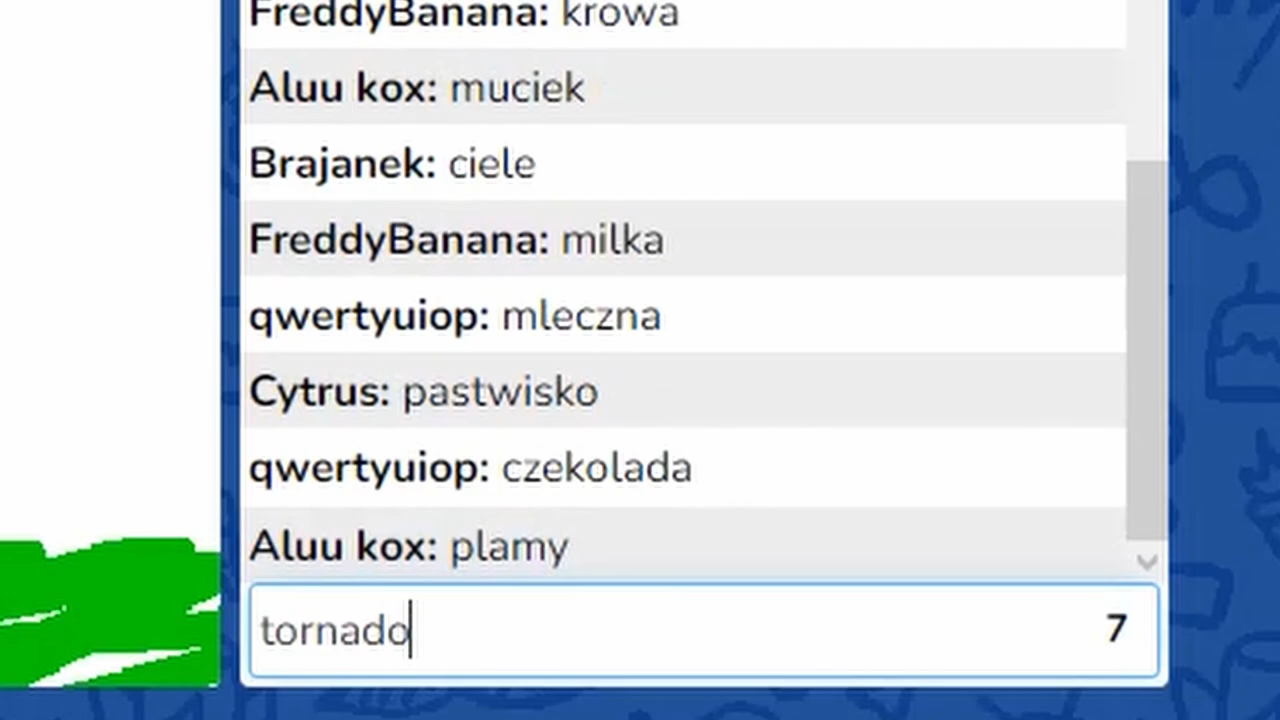 FreddyBanana: krowa
Aluu kox: muciek
Brajanek: ciele
FreddyBanana: milka
qwertyuiop: mleczna
Cytrus: pastwisko
qwertyuiop: czekolada
Aluu kox: plamy
tornado 7